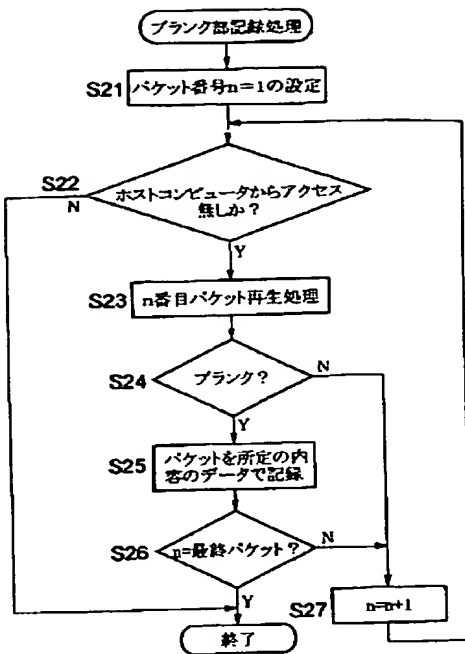 ブランク部記録処理
S21
パケット番号n=1の設定
S22
N
ホストコンピュータからアクセス
無しか?
Y
S23
n番目パケット再生処理
S24
ブランク?
N
Y
S25
パケットを所定の内
容のデータで記録
S26
n=最終パケット?
N
Y
S27
n=n+1
終了